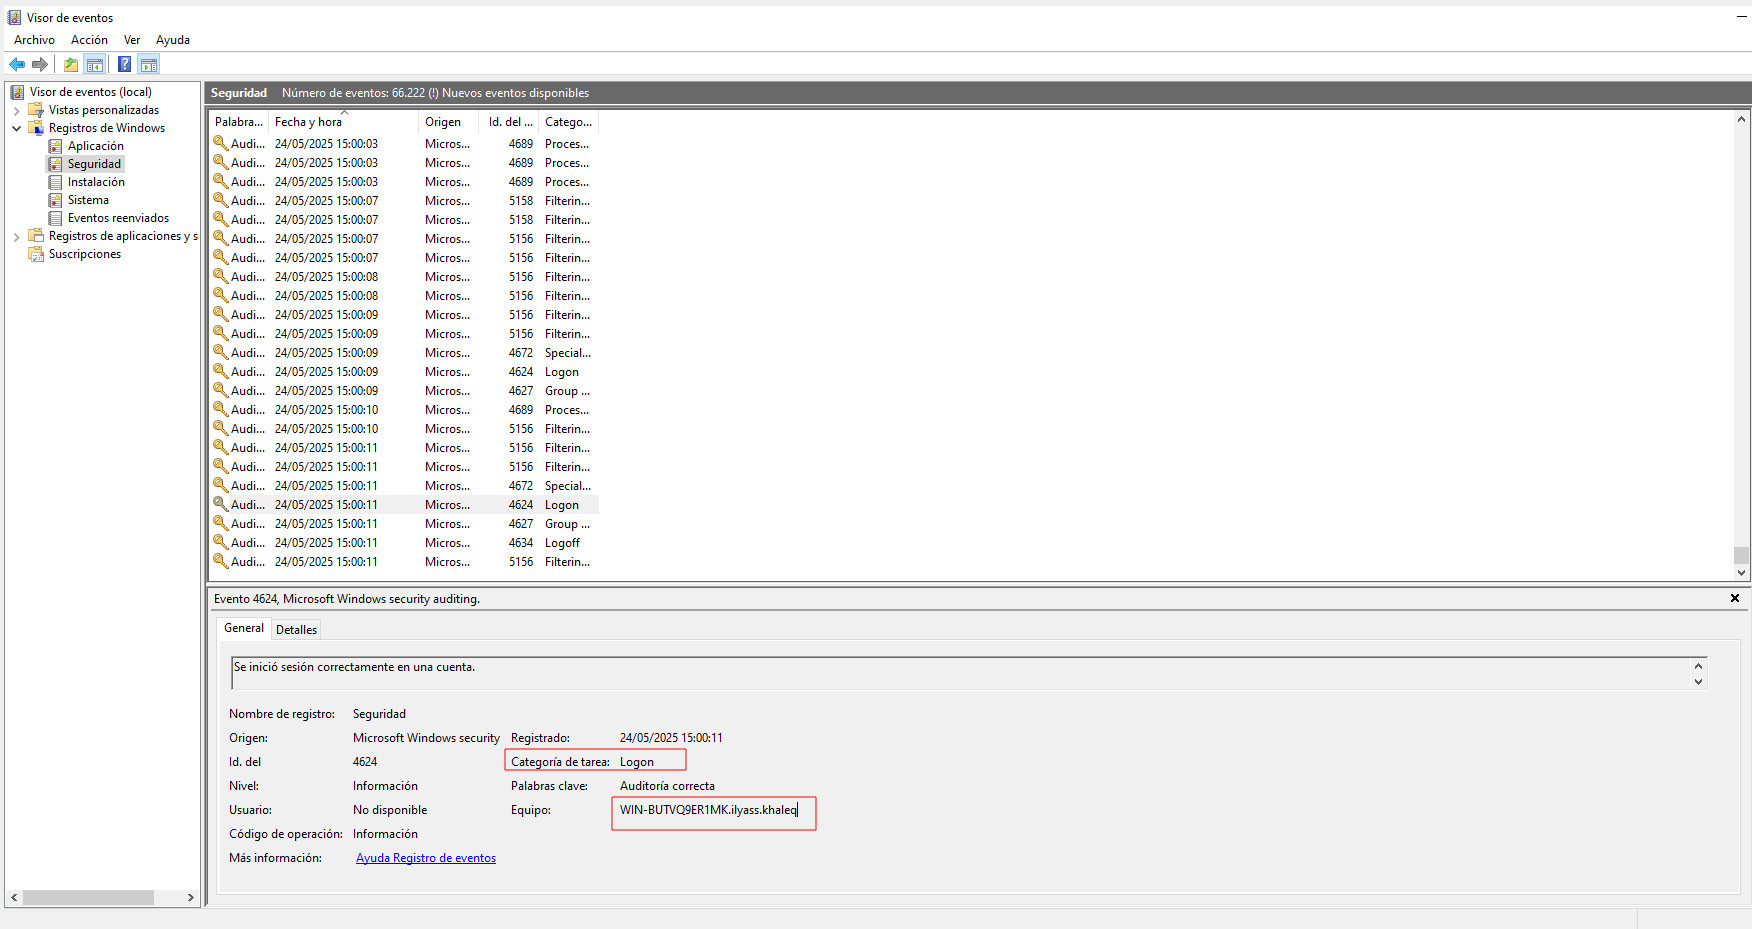 Visor de eventos
Archivo Acción Ver Ayuda
Visor de eventos (local)
Vistas personalizadas
Registros de Windows
Aplicación
Seguridad
Instalación
Sistema
Eventos reenviados
Registros de aplicaciones y s
Suscripciones
Seguridad Número de eventos: 66.222 (!) Nuevos eventos disponibles
Palabra... Fecha y hora Origen Id. del ... Catego...
Audi... 24/05/2025 15:00:03 Micros... 4689 Proces...
Audi... 24/05/2025 15:00:03 Micros... 4689 Proces...
Audi... 24/05/2025 15:00:03 Micros... 4689 Proces...
Audi... 24/05/2025 15:00:07 Micros... 5158 Filterin...
Audi... 24/05/2025 15:00:07 Micros... 5158 Filterin...
Audi... 24/05/2025 15:00:07 Micros... 5156 Filterin...
Audi... 24/05/2025 15:00:07 Micros... 5156 Filterin...
Audi... 24/05/2025 15:00:08 Micros... 5156 Filterin...
Audi... 24/05/2025 15:00:08 Micros... 5156 Filterin...
Audi... 24/05/2025 15:00:09 Micros... 5156 Filterin...
Audi... 24/05/2025 15:00:09 Micros... 5156 Filterin...
Audi... 24/05/2025 15:00:09 Micros... 4672 Special...
Audi... 24/05/2025 15:00:09 Micros... 4624 Logon
Audi... 24/05/2025 15:00:09 Micros... 4627 Group ...
Audi... 24/05/2025 15:00:10 Micros... 4689 Proces...
Audi... 24/05/2025 15:00:10 Micros... 5156 Filterin...
Audi... 24/05/2025 15:00:11 Micros... 5156 Filterin...
Audi... 24/05/2025 15:00:11 Micros... 5156 Filterin...
Audi... 24/05/2025 15:00:11 Micros... 4672 Special...
Audi... 24/05/2025 15:00:11 Micros... 4624 Logon
Audi... 24/05/2025 15:00:11 Micros... 4627 Group ...
Audi... 24/05/2025 15:00:11 Micros... 4634 Logoff
Audi... 24/05/2025 15:00:11 Micros... 5156 Filterin...
Evento 4624, Microsoft Windows security auditing.
General Detalles
Se inició sesión correctamente en una cuenta.
Nombre de registro: Seguridad
Origen: Microsoft Windows security Registrado: 24/05/2025 15:00:11
Id. del 4624 Categoría de tarea: Logon
Nivel: Información Palabras clave: Auditoría correcta
Usuario: No disponible Equipo: WIN-BUTVQ9ER1MK.ilyass.khaleq
Código de operación: Información
Más información: Ayuda Registro de eventos